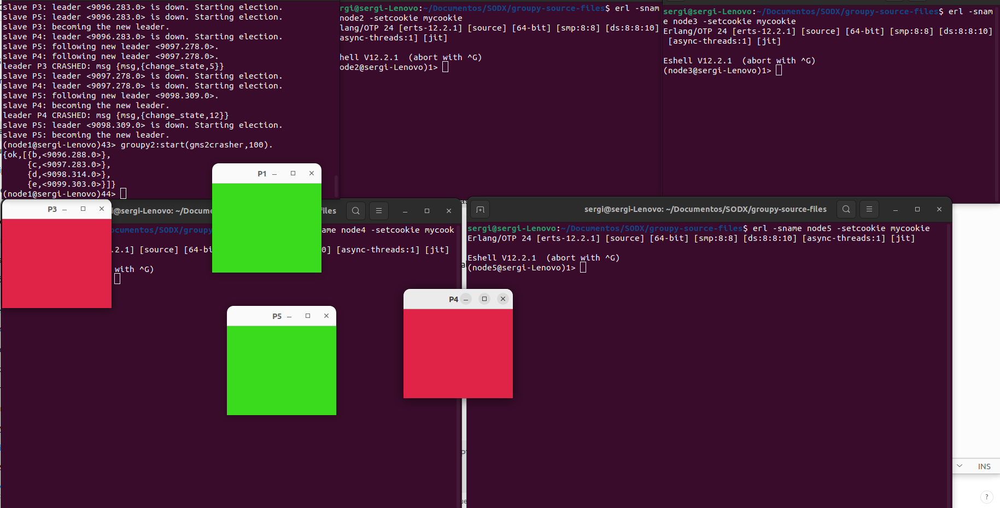 slave P3: leader <9096.283.0> is down. Starting election.
slave P5: leader <9096.283.0> is down. Starting election.
slave P3: becoming the new leader.
slave P4: leader <9096.283.0> is down. Starting election.
slave P5: following new leader <9097.278.0>.
slave P4: following new leader <9097.278.0>.
leader P3 CRASHED: msg {msg,{change_state,5}}
slave P5: leader <9097.278.0> is down. Starting election.
slave P4: leader <9097.278.0> is down. Starting election.
slave P5: following new leader <9098.309.0>.
slave P4: becoming the new leader.
leader P4 CRASHED: msg {msg,{change_state,12}}
slave P5: leader <9098.309.0> is down. Starting election.
slave P5: becoming the new leader.
(node1@sergi-Lenovo)43> groupy2:start(gms2crasher,100).
{ok,[{b,<9096.288.0>},
{c,<9097.283.0>},
{d,<9098.314.0>},
{e,<9099.303.0>}]}
(node1@sergi-Lenovo)44>
rgi@sergi-Lenovo:~/Documentos/SODX/groupy-source-files$ erl -snam
node2 -setcookie mycookie
lang/OTP 24 [erts-12.2.1] [source] [64-bit] [smp:8:8] [ds:8:8:10]
async-threads:1] [jit]
hell V12.2.1  (abort with ^G)
ode2@sergi-Lenovo)1>
sergi@sergi-Lenovo:~/Documentos/SODX/groupy-source-files$ erl -snam
e node3 -setcookie mycookie
Erlang/OTP 24 [erts-12.2.1] [source] [64-bit] [smp:8:8] [ds:8:8:10]
[async-threads:1] [jit]
Eshell V12.2.1  (abort with ^G)
(node3@sergi-Lenovo)1>
P1
P3
gi@sergi-Lenovo: ~/Docume
files
ocumentos/SODX/groupy
ame node4 -setcookie mycook
.2.1] [source] [64-bi
0] [async-threads:1] [jit]
with ^G)
P5
P4
sergi@sergi-Lenovo: ~/Documentos/SODX/groupy-source-files
sergi@sergi-Lenovo:~/Documentos/SODX/groupy-source-files$ erl -sname node5 -setcookie mycookie
Erlang/OTP 24 [erts-12.2.1] [source] [64-bit] [smp:8:8] [ds:8:8:10] [async-threads:1] [jit]
Eshell V12.2.1  (abort with ^G)
(node5@sergi-Lenovo)1>
INS
?